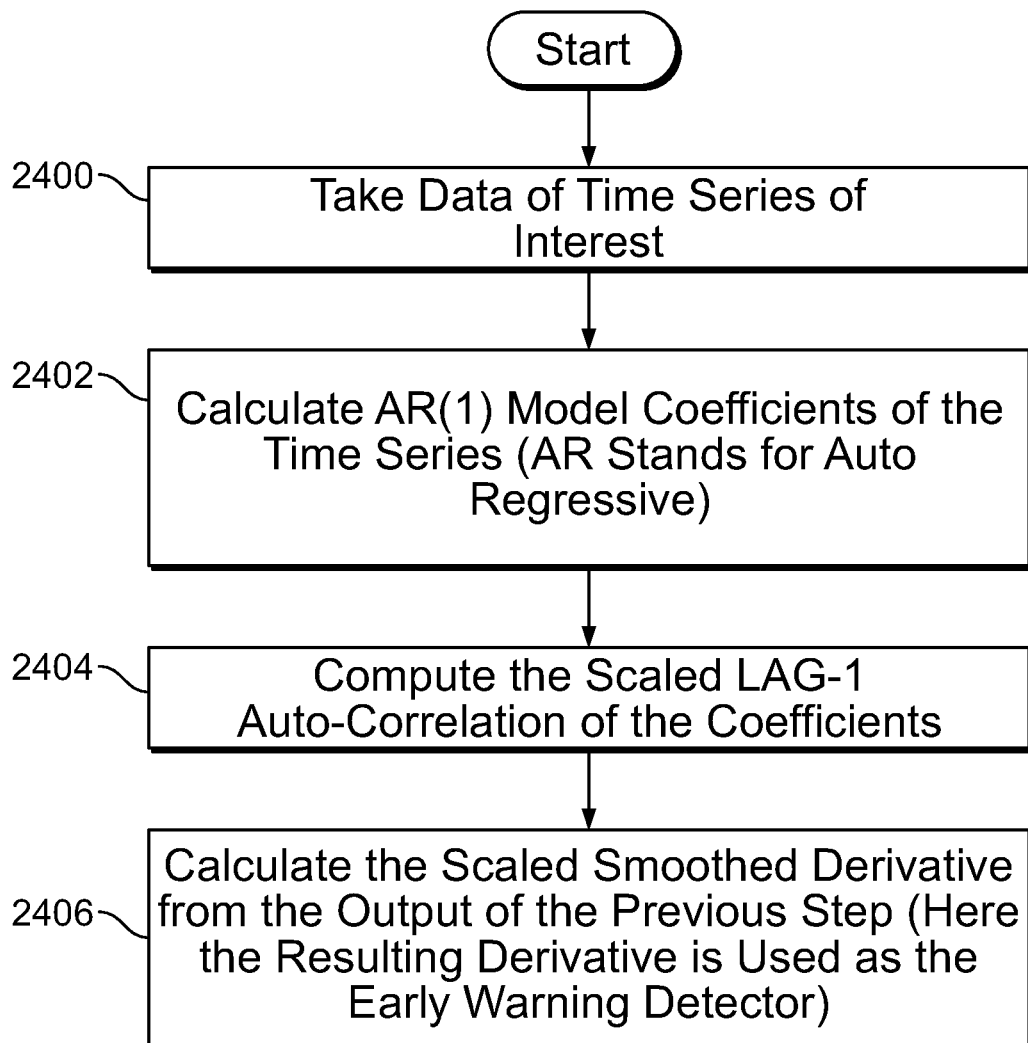 Start
2400
Take Data of Time Series of
Interest
2402
Calculate AR(1) Model Coefficients of the
Time Series (AR Stands for Auto
Regressive)
2404
Compute the Scaled LAG-1
Auto-Correlation of the Coefficients
2406
Calculate the Scaled Smoothed Derivative
from the Output of the Previous Step (Here
the Resulting Derivative is Used as the
Early Warning Detector)